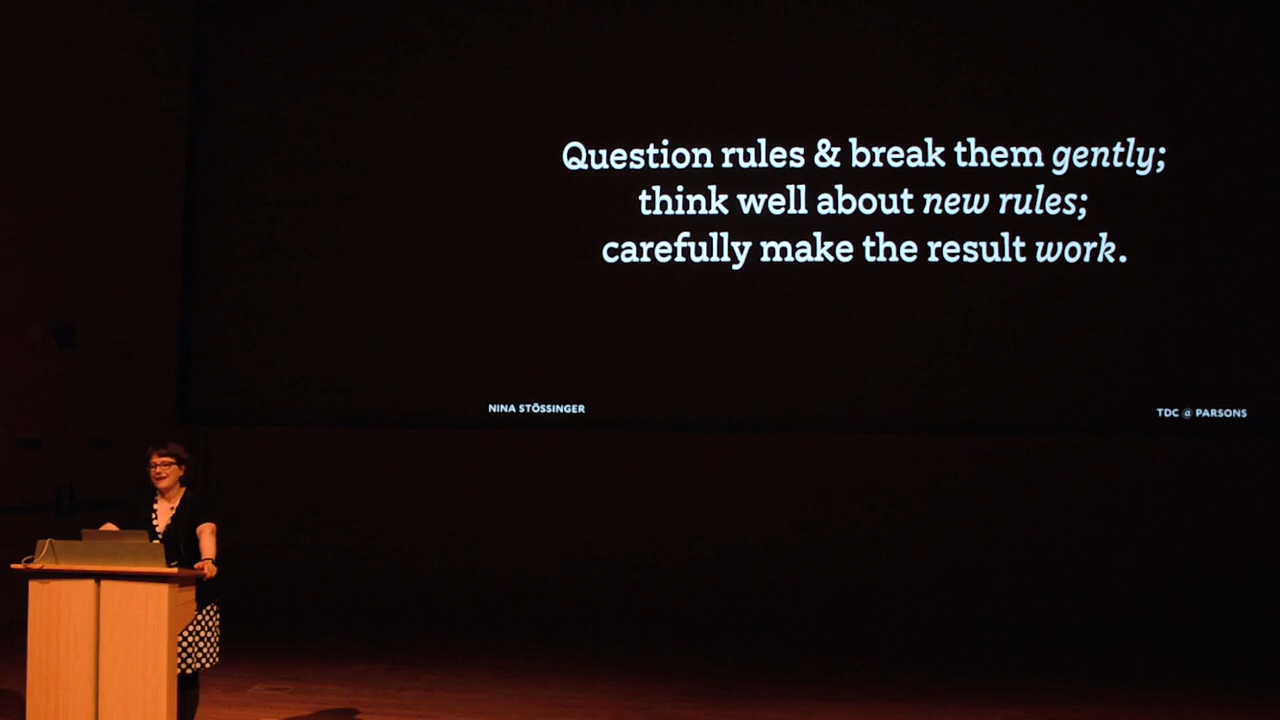 Question rules & break them gently;
think well about new rules;
carefully make the result work.
NINA STÖSSINGER
TDC @ PARSONS